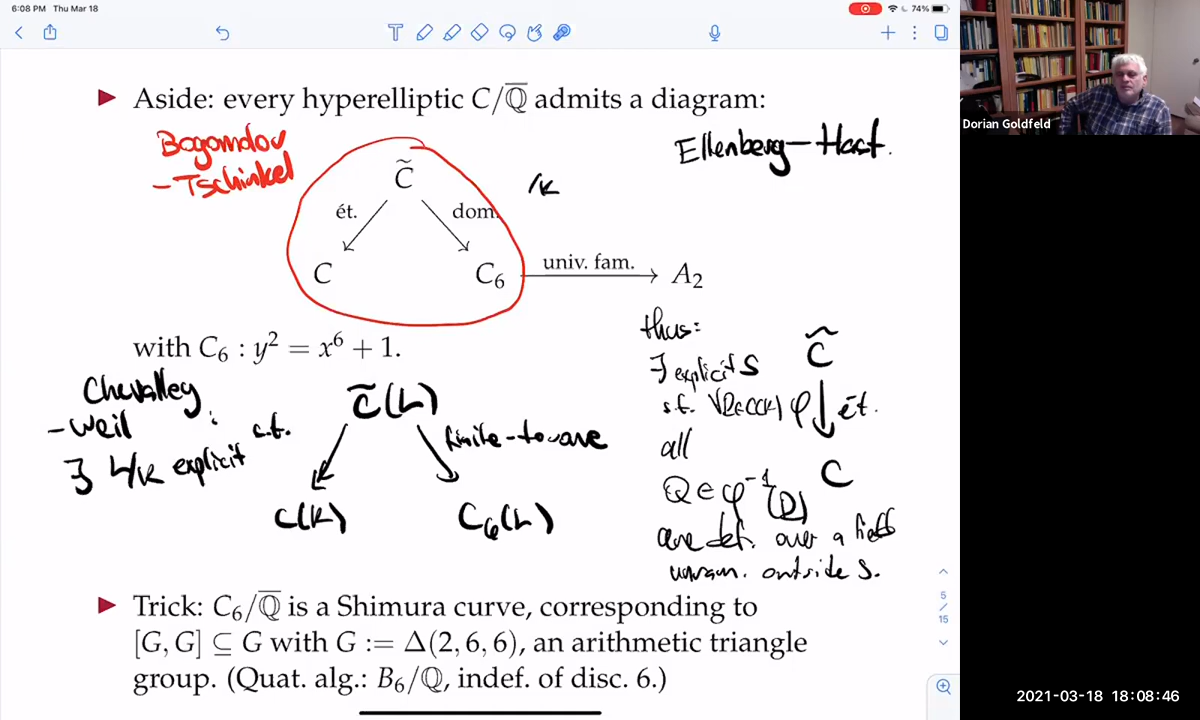 6:08 PM Thu Mar 18
74%
▶ Aside: every hyperelliptic C/Q̅ admits a diagram:
Bogomolov
- Tschinkel
Ellenberg-Hast.
C̃
/K
ét.
dom.
C
C₆
univ. fam.
A₂
with C₆ : y² = x⁶ + 1.
thus:
∃ explicit S
s.t. ∀P∈C(K)
all
Q ∈ φ⁻¹(P)
are def. over a field
unram. outside S.
C̃
φ ↓ ét.
C
Chevalley
- Weil :
∃ L/K explicit s.t.
C̃(L)
finite-to-one
C(K)
C₆(L)
▶ Trick: C₆/Q̅ is a Shimura curve, corresponding to
[G, G] ⊆ G with G := Δ(2, 6, 6), an arithmetic triangle
group. (Quat. alg.: B₆/Q, indef. of disc. 6.)
5
/
15
Dorian Goldfeld
2021-03-18 18:08:46